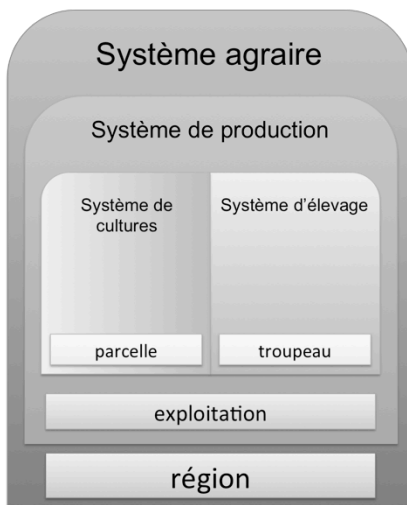 Système agraire
Système de production
Système de
cultures
Système d'élevage
parcelle
troupeau
exploitation
région